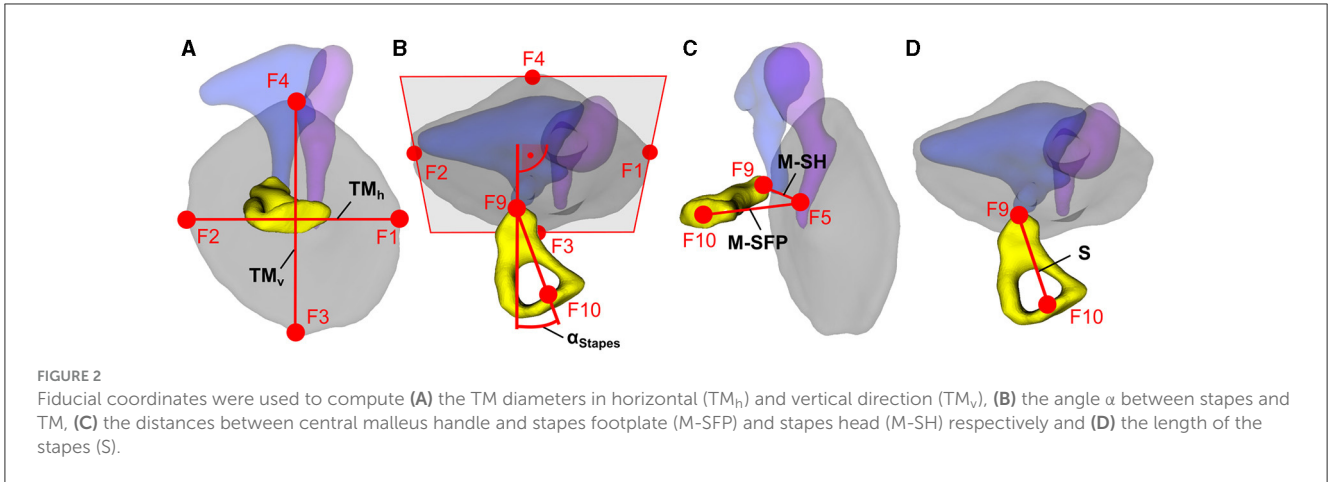 A
F4
TMh
F2
F1
TMv
F3
B
F4
F2
F1
F9
F3
F10
αStapes
C
M-SH
F9
F5
F10
M-SFP
D
F9
S
F10
FIGURE 2
Fiducial coordinates were used to compute (A) the TM diameters in horizontal (TMh) and vertical direction (TMv), (B) the angle α between stapes and
TM, (C) the distances between central malleus handle and stapes footplate (M-SFP) and stapes head (M-SH) respectively and (D) the length of the
stapes (S).